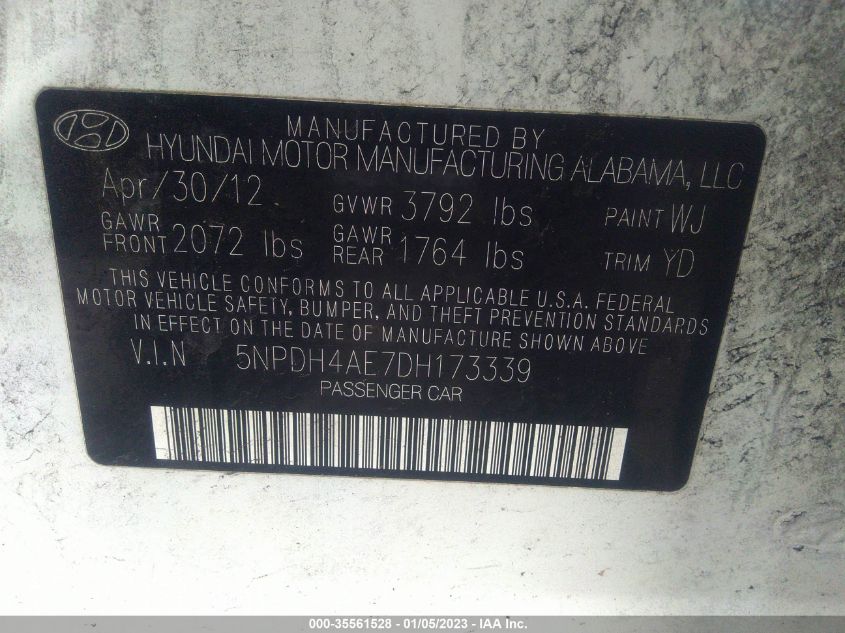 MANUFACTURED BY
HYUNDAI MOTOR MANUFACTURING ALABAMA, LLC
Apr/30/12 GVWR 3792 lbs PAINT WJ
GAWR FRONT 2072 lbs GAWR REAR 1764 lbs TRIM YD
THIS VEHICLE CONFORMS TO ALL APPLICABLE U.S.A. FEDERAL
MOTOR VEHICLE SAFETY, BUMPER, AND THEFT PREVENTION STANDARDS
IN EFFECT ON THE DATE OF MANUFACTURE SHOWN ABOVE.
V.I.N 5NPDH4AE7DH173339
PASSENGER CAR
000-35561528 - 01/05/2023 - © IAA Inc.